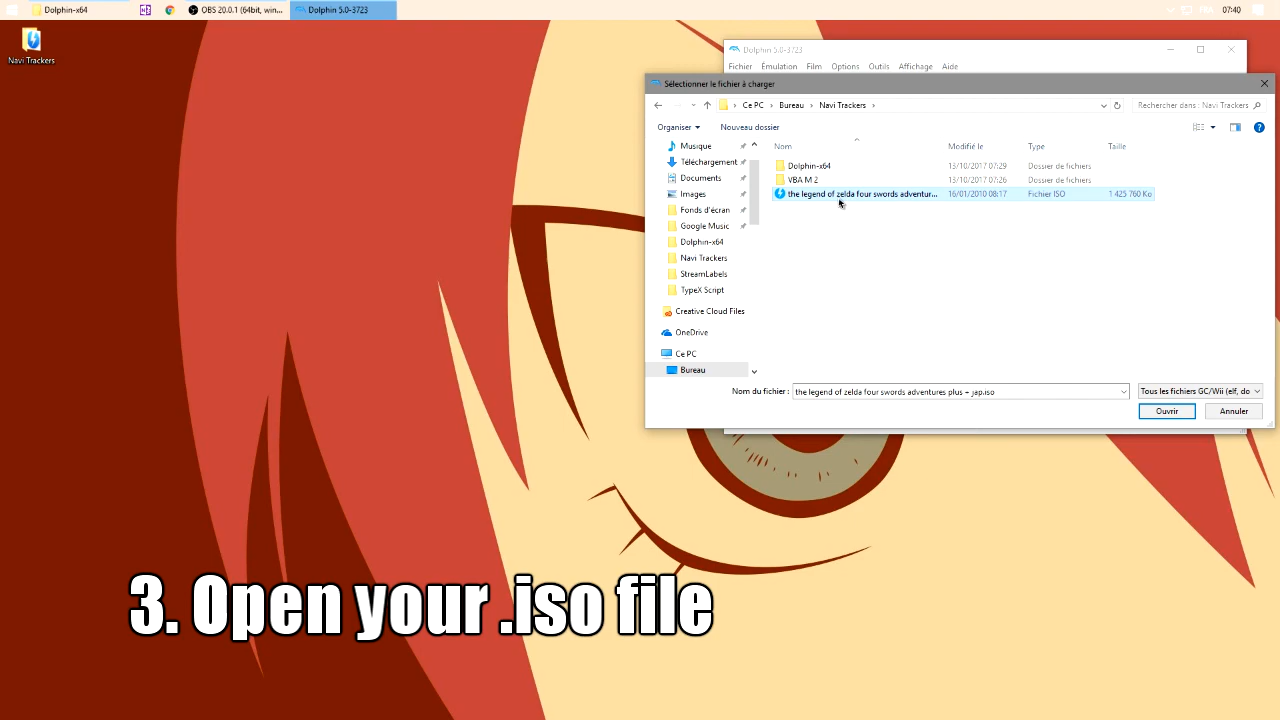 Dolphin-x64
OBS 20.0.1 (64bit, win...
Dolphin 5.0-3723
07:40
Navi Trackers
Dolphin 5.0-3723
Fichier Émulation Film Options Outils Affichage Aide
Sélectionner le fichier à charger
Ce PC › Bureau › Navi Trackers ›
Rechercher dans : Navi Trackers
Organiser
Nouveau dossier
Nom Modifié le Type Taille
Musique
Téléchargement
Documents
Images
Fonds d'écran
Google Music
Dolphin-x64
Navi Trackers
StreamLabels
TypeX Script
Creative Cloud Files
OneDrive
Ce PC
Bureau
Dolphin-x64 13/10/2017 07:29 Dossier de fichiers
VBA M 2 13/10/2017 07:26 Dossier de fichiers
the legend of zelda four swords adventur... 16/01/2010 08:17 Fichier ISO 1 425 760 Ko
Nom du fichier : the legend of zelda four swords adventures plus + jap.iso
Tous les fichiers GC/Wii (elf, do
Ouvrir
Annuler
3. Open your .iso file